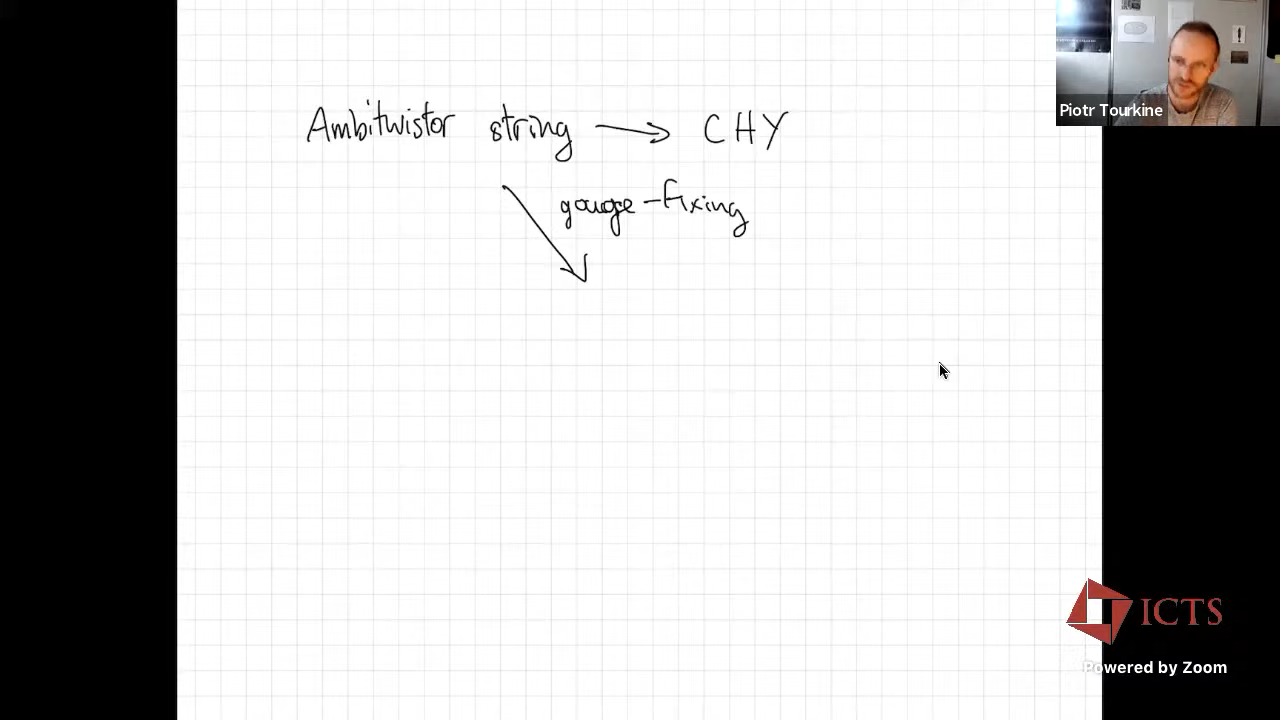 Piotr Tourkine
Ambitwistor string → CHY
gauge-fixing
ICTS
Powered by Zoom